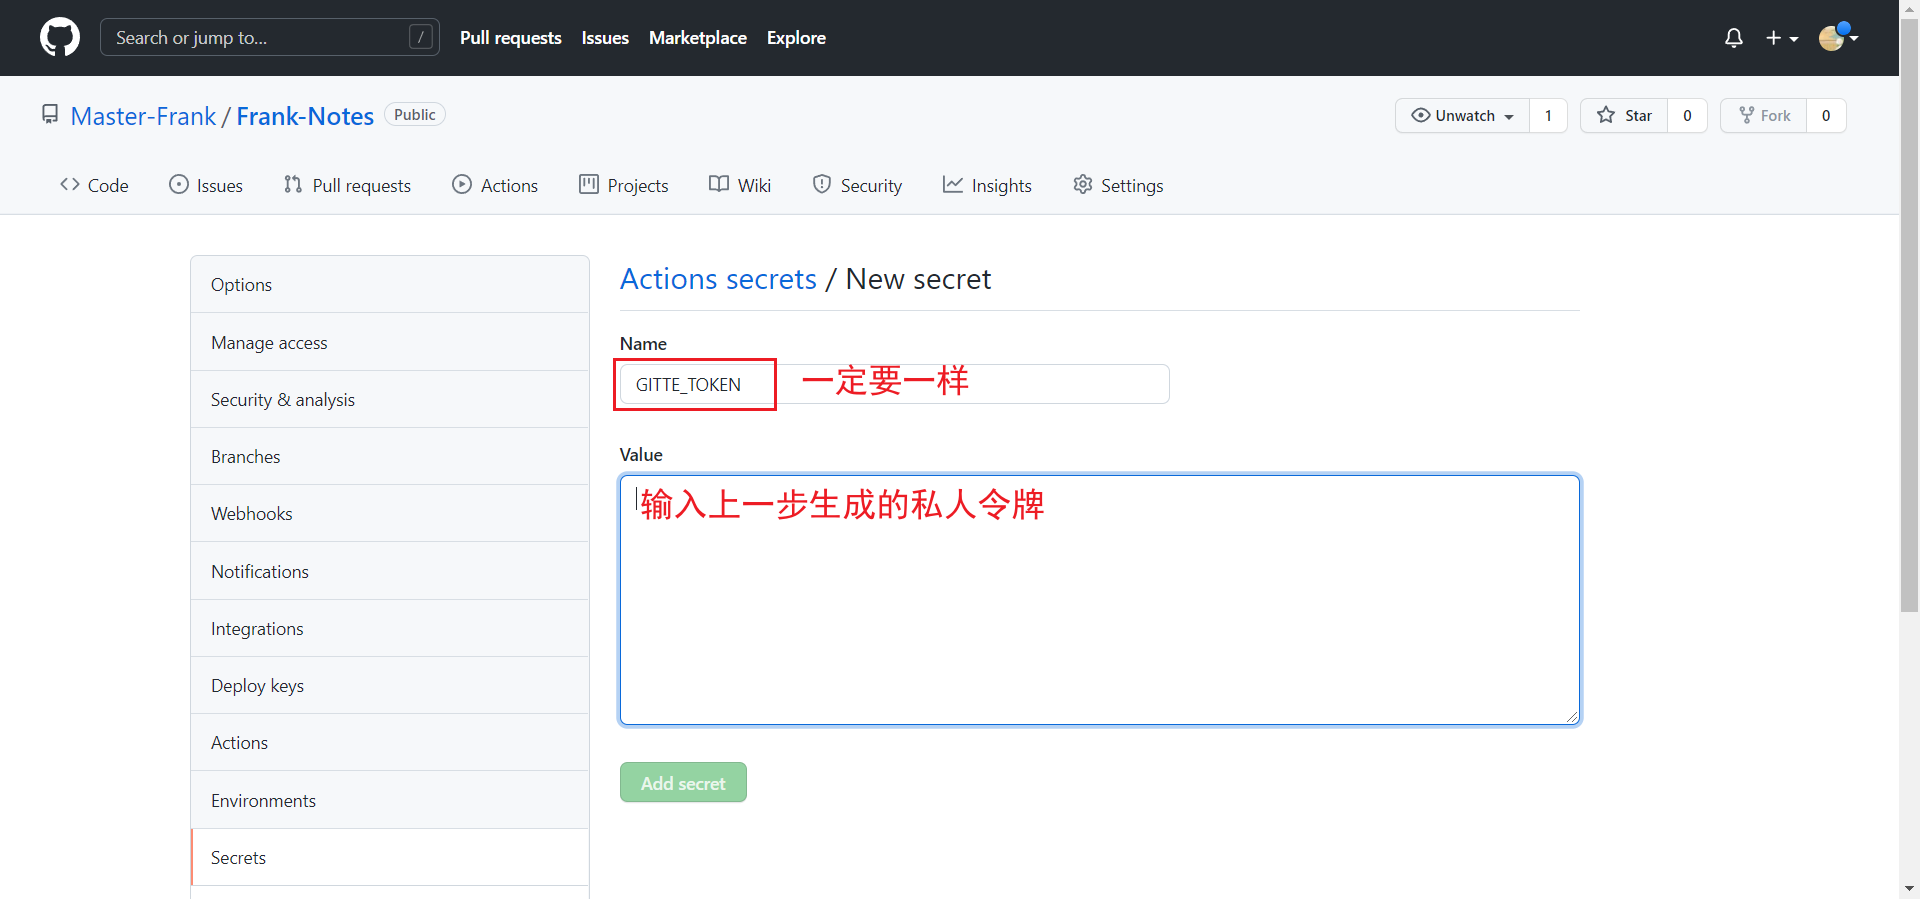 Search or jump to... /
Pull requests Issues Marketplace Explore
Master-Frank / Frank-Notes Public
Unwatch 1 Star 0 Fork 0
Code Issues Pull requests Actions Projects Wiki Security Insights Settings
Options
Manage access
Security & analysis
Branches
Webhooks
Notifications
Integrations
Deploy keys
Actions
Environments
Secrets
Actions secrets / New secret
Name
GITTE_TOKEN 一定要一样
Value
输入上一步生成的私人令牌
Add secret